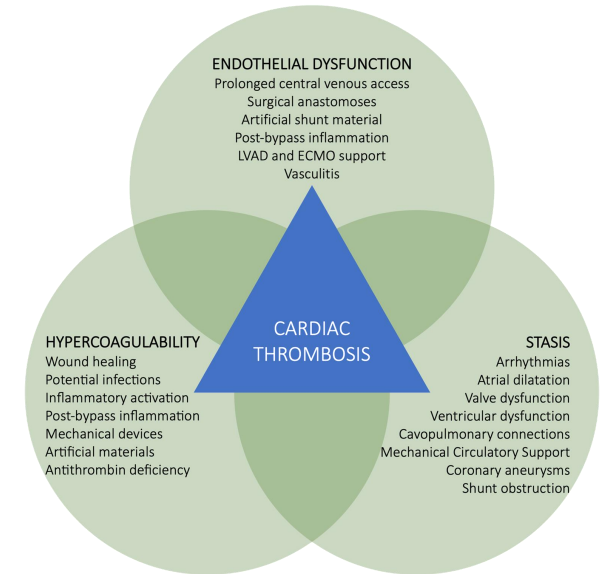 ENDOTHELIAL DYSFUNCTION
Prolonged central venous access
Surgical anastomoses
Artificial shunt material
Post-bypass inflammation
LVAD and ECMO support
Vasculitis
CARDIAC
THROMBOSIS
HYPERCOAGULABILITY
Wound healing
Potential infections
Inflammatory activation
Post-bypass inflammation
Mechanical devices
Artificial materials
Antithrombin deficiency
STASIS
Arrhythmias
Atrial dilatation
Valve dysfunction
Ventricular dysfunction
Cavopulmonary connections
Mechanical Circulatory Support
Coronary aneurysms
Shunt obstruction